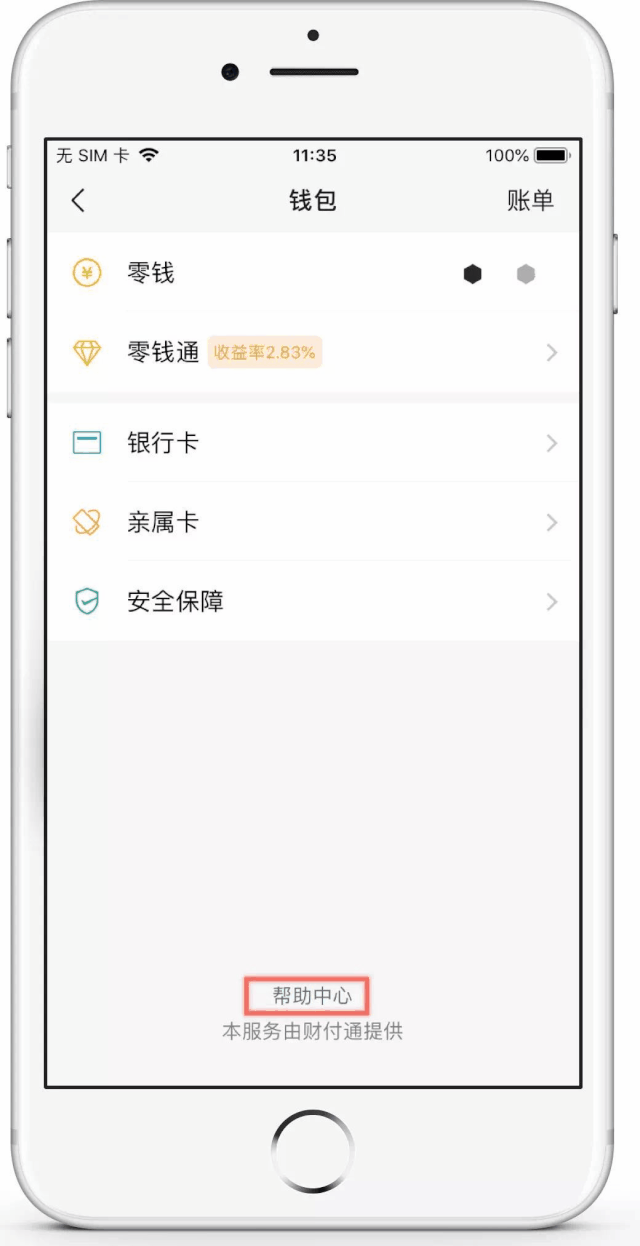 无 SIM 卡 11:35 100%
钱包 账单
¥ 零钱
零钱通 收益率2.83%
银行卡
亲属卡
安全保障
帮助中心
本服务由财付通提供